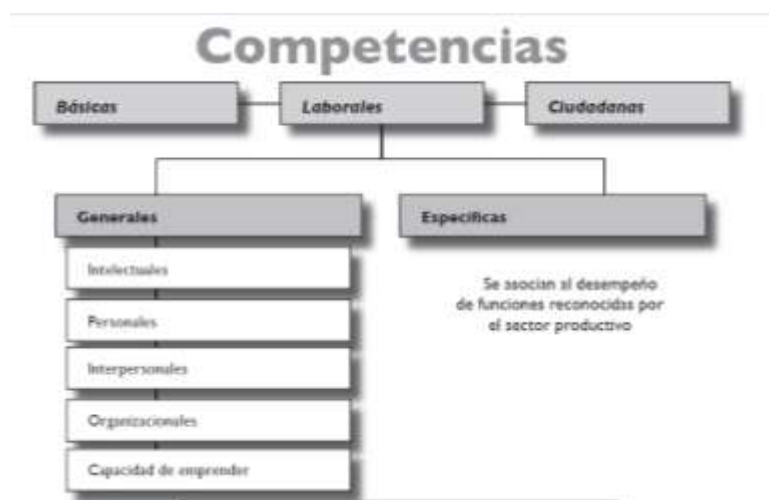 Competencias
Básicas
Laborales
Ciudadanas
Generales
Específicas
Intelectuales
Personales
Interpersonales
Organizacionales
Capacidad de emprender
Se asocian al desempeño
de funciones reconocidas por
el sector productivo